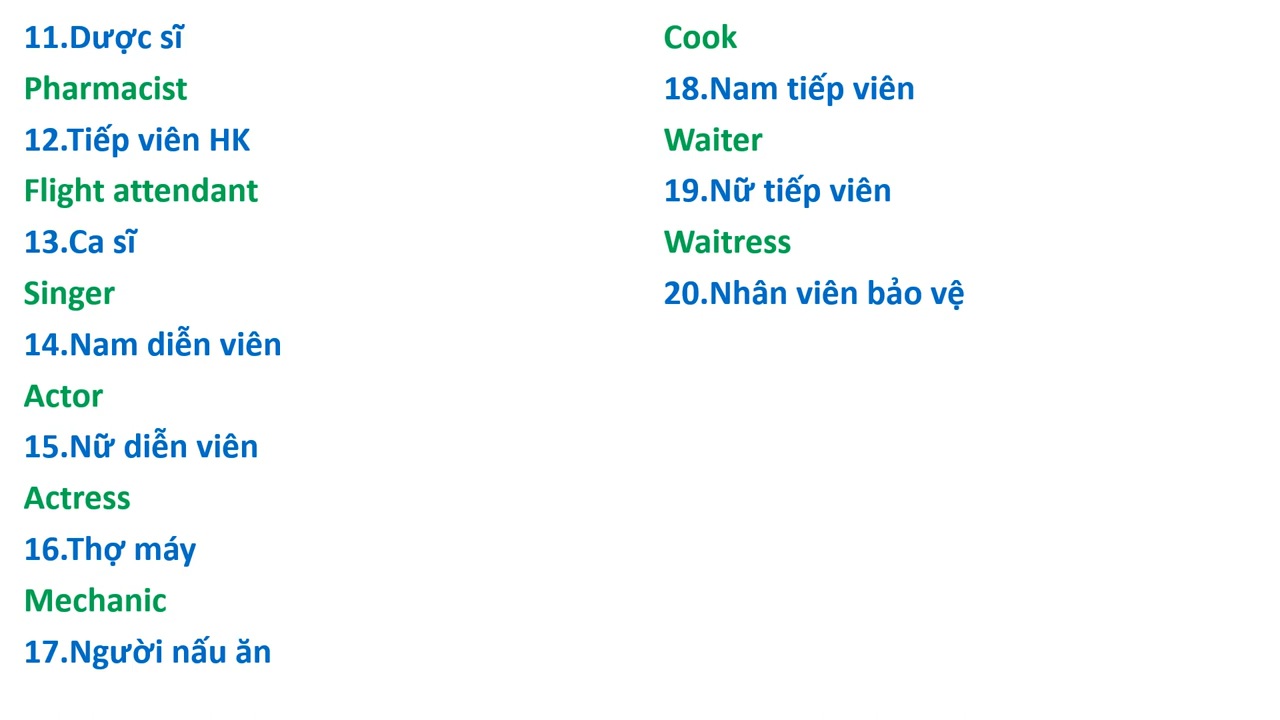 11.Dược sĩ
Pharmacist
12.Tiếp viên HK
Flight attendant
13.Ca sĩ
Singer
14.Nam diễn viên
Actor
15.Nữ diễn viên
Actress
16.Thợ máy
Mechanic
17.Người nấu ăn
Cook
18.Nam tiếp viên
Waiter
19.Nữ tiếp viên
Waitress
20.Nhân viên bảo vệ